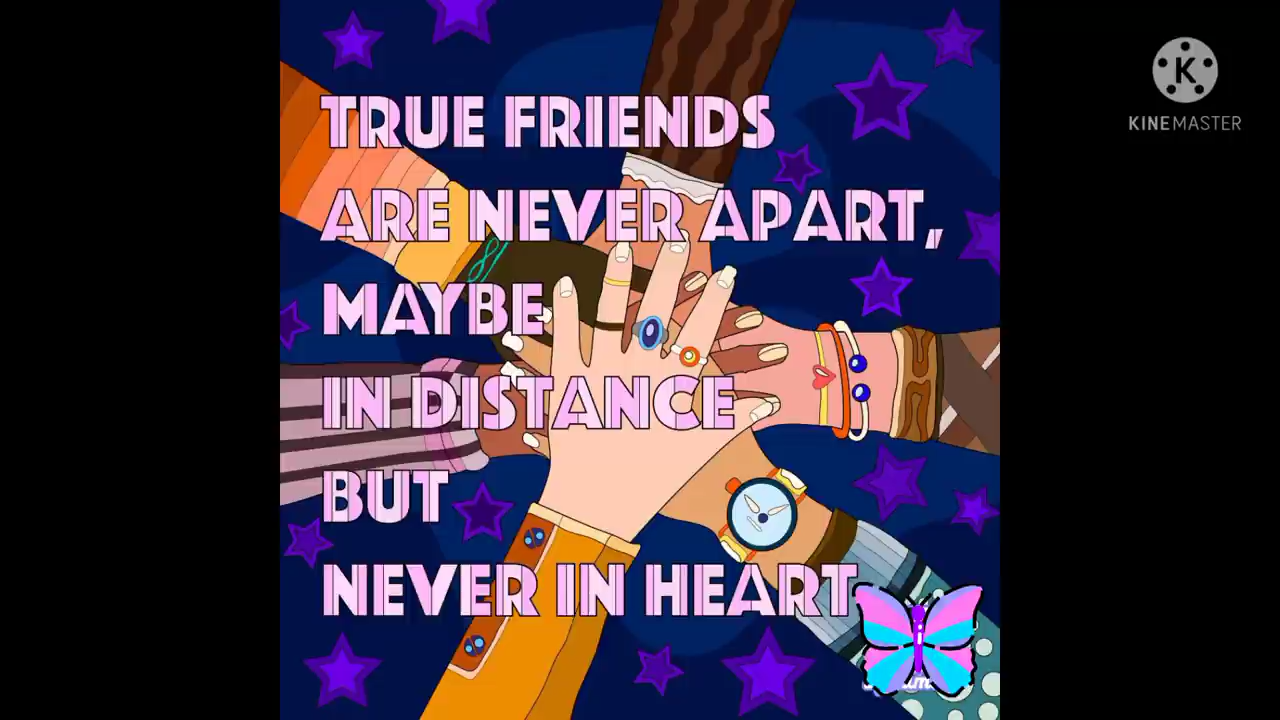 TRUE FRIENDS
ARE NEVER APART,
MAYBE
IN DISTANCE
BUT
NEVER IN HEART
K
KINEMASTER